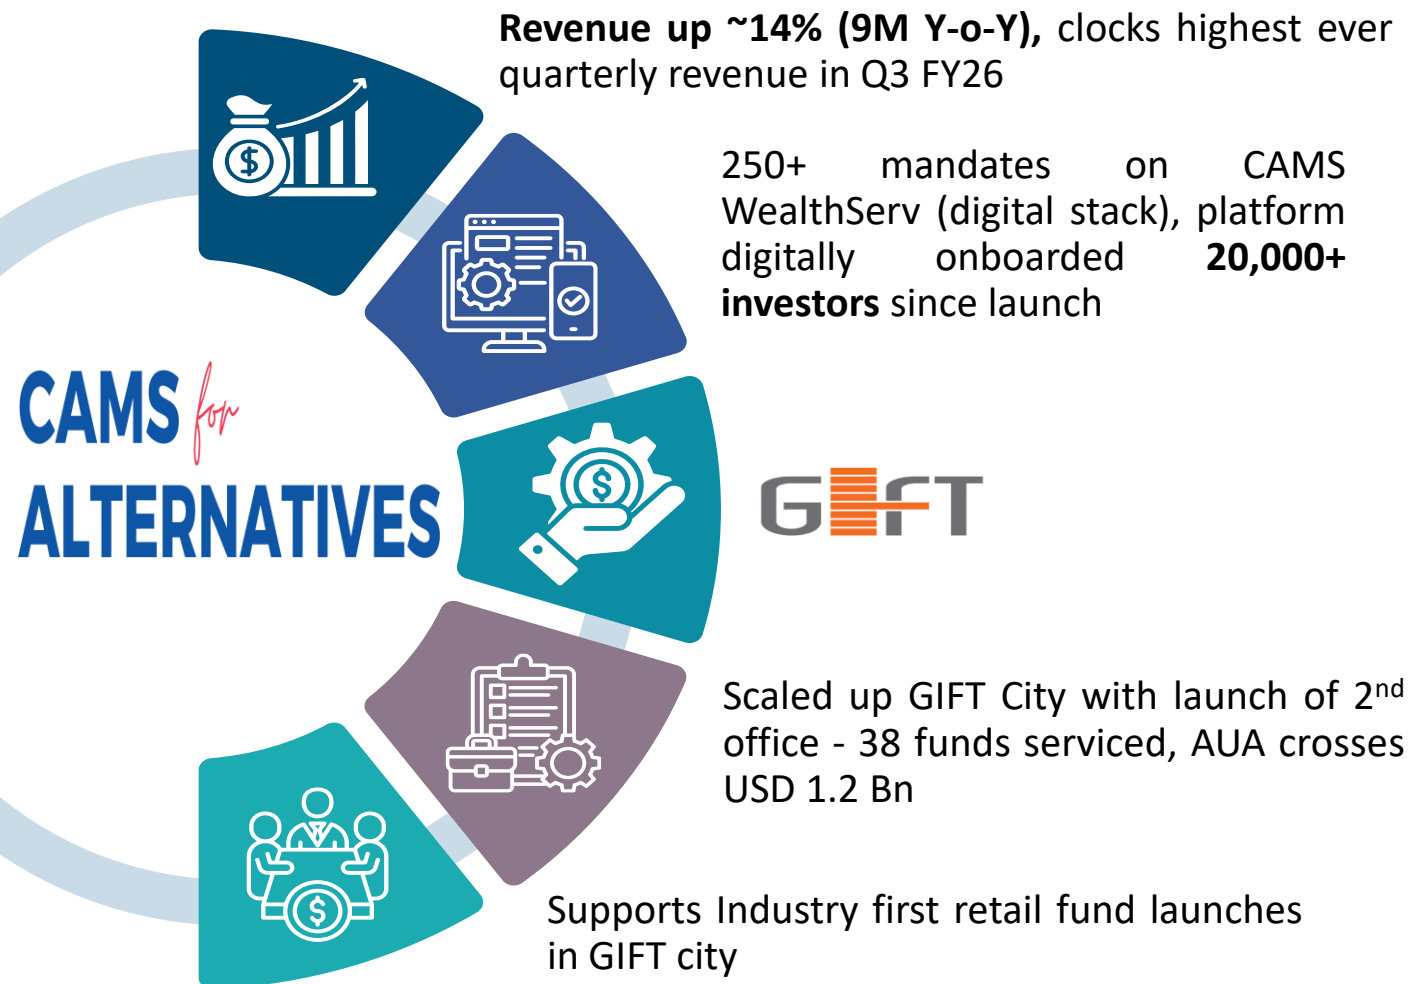 Revenue up ~14% (9M Y-o-Y), clocks highest ever
quarterly revenue in Q3 FY26
250+ mandates on CAMS
WealthServ (digital stack), platform
digitally onboarded 20,000+
investors since launch
CAMS for
ALTERNATIVES
GIFT
Scaled up GIFT City with launch of 2nd
office - 38 funds serviced, AUA crosses
USD 1.2 Bn
Supports Industry first retail fund launches
in GIFT city